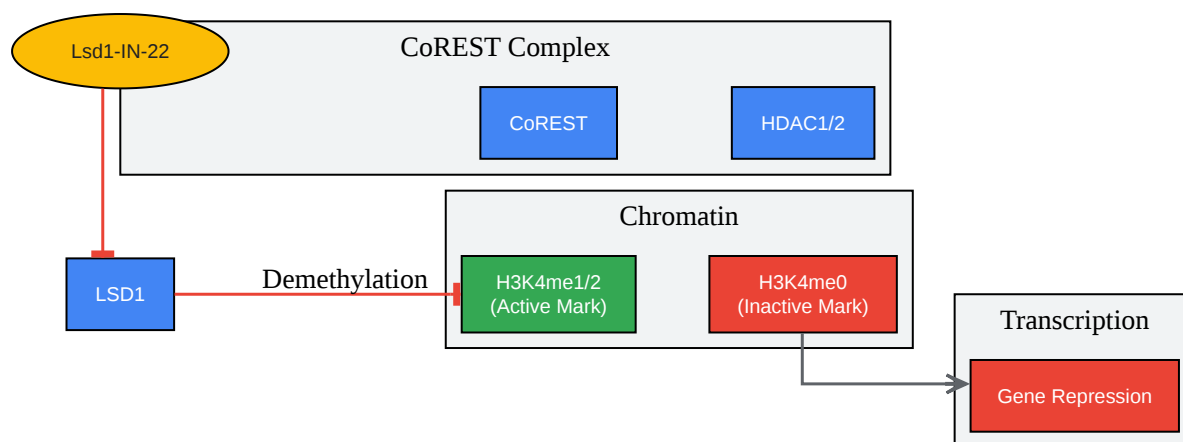 Lsd1-IN-22
CoREST Complex
CoREST
HDAC1/2
Chromatin
LSD1
Demethylation
H3K4me1/2
(Active Mark)
H3K4me0
(Inactive Mark)
Transcription
Gene Repression